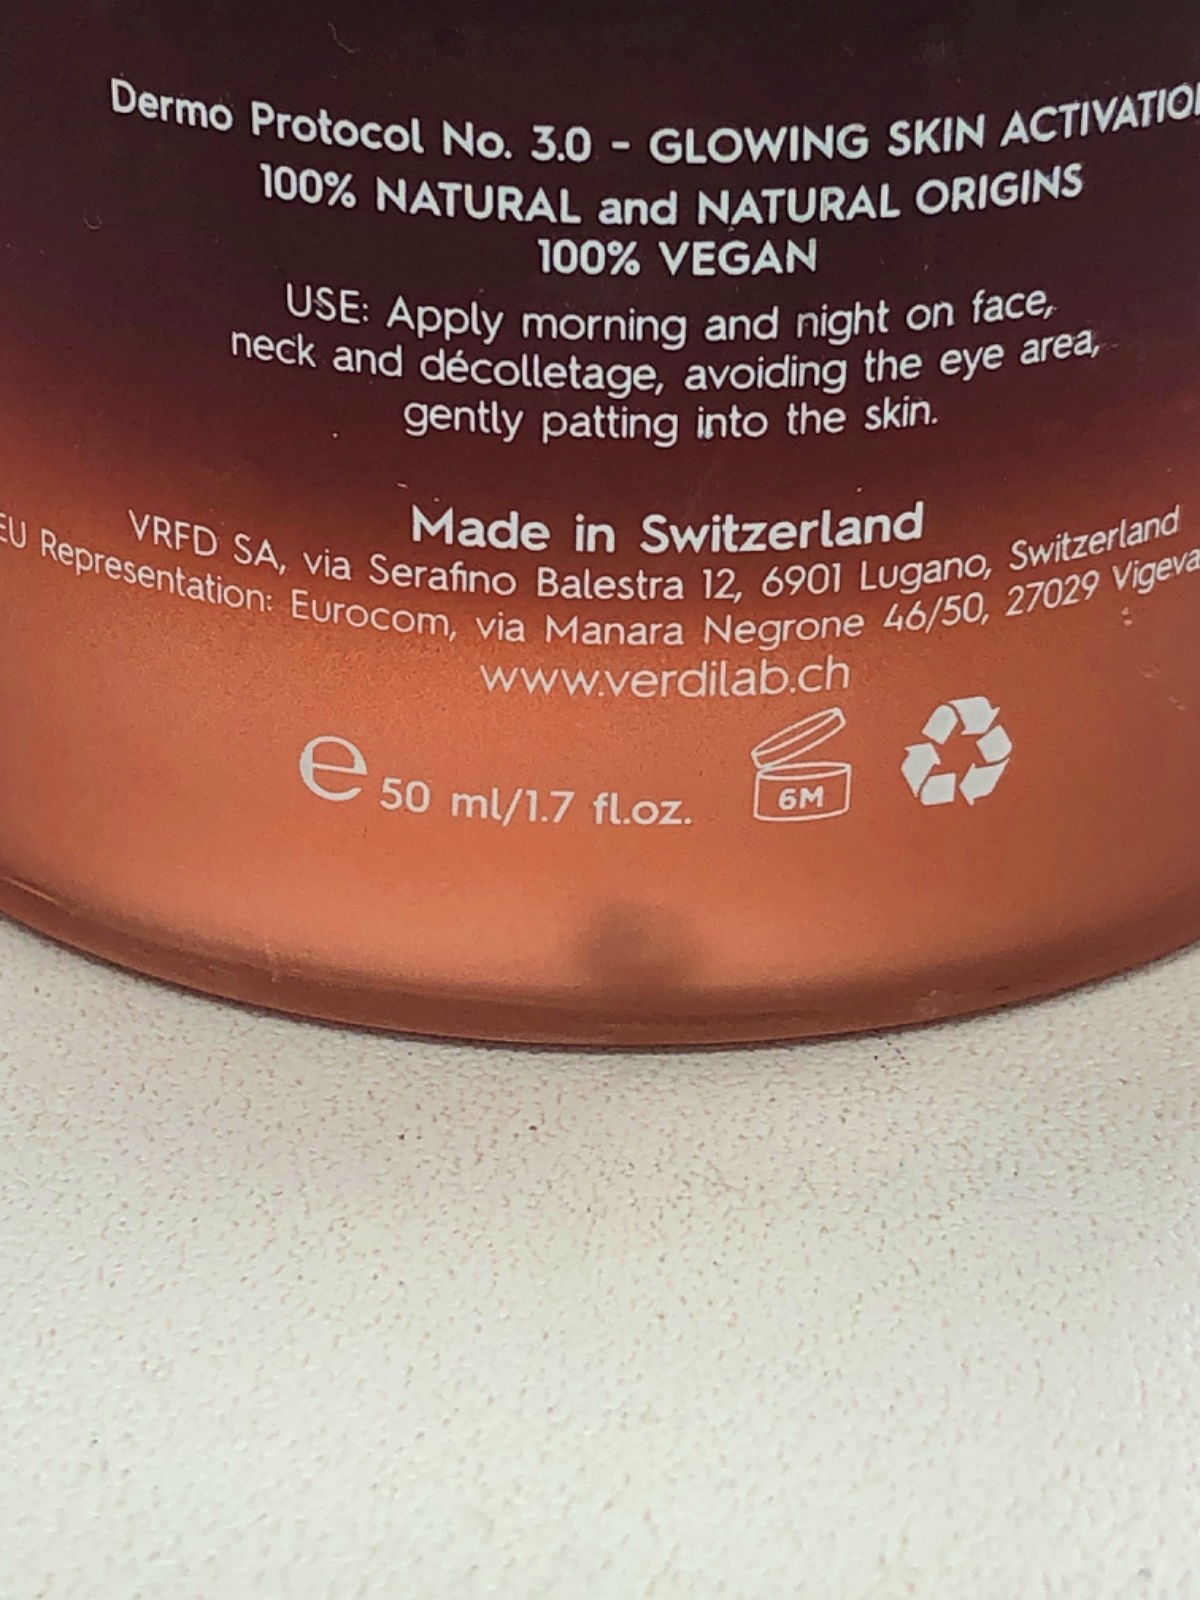 Dermo Protocol No. 3.0 - GLOWING SKIN
100% NATURAL and NATURAL ORIGINS
100% VEGAN
USE: Apply morning and night on face,
neck and décolletage, avoiding the eye area,
gently patting into the skin.
Made in Switzerland
VRFD SA, via Serafino Balestra 12, 6901 Lugano, Switzerland
EU Representation: Eurocom, via Manara Negrone 46/50, 27029
www.verdilab.ch
e 50 ml/1.7 fl.oz.
6M